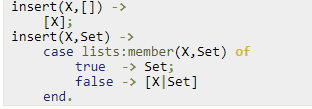 insert(X,[]) ->
    [X];
insert(X,Set) ->
    case lists:member(X,Set) of
        true  -> Set;
        false -> [X|Set]
    end.